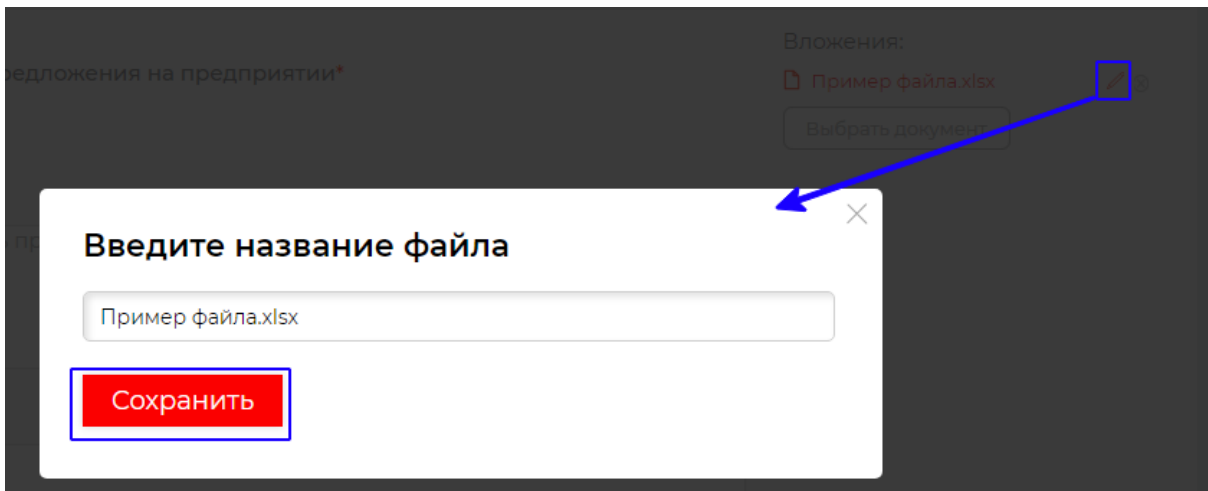 Вложения:
редложения на предприятии*
Пример файла.xlsx
Выбрать документ
Введите название файла
Пример файла.xlsx
Сохранить